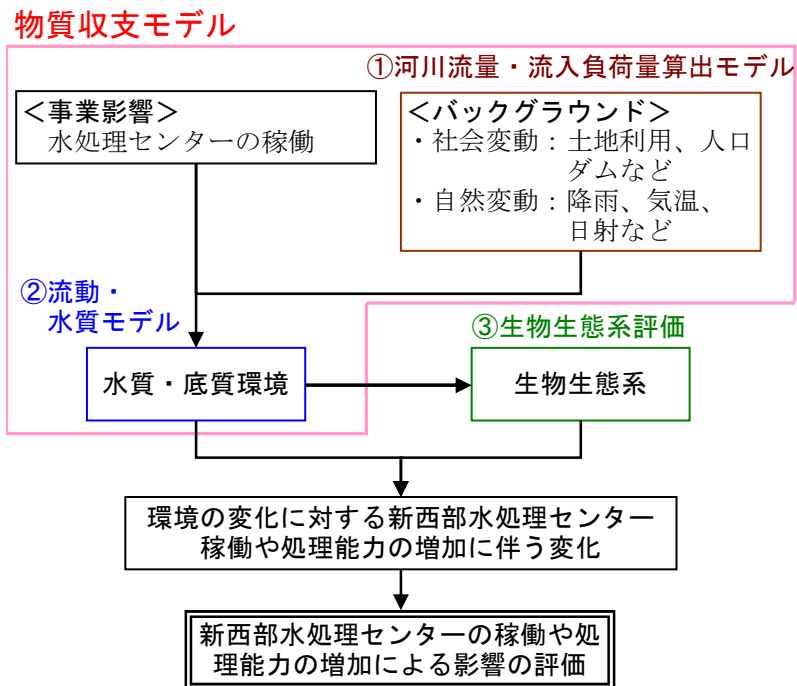 物質収支モデル
①河川流量・流入負荷量算出モデル
＜事業影響＞
水処理センターの稼働
＜バックグラウンド＞
・社会変動：土地利用、人口
ダムなど
・自然変動：降雨、気温、
日射など
②流動・
水質モデル
③生物生態系評価
水質・底質環境
生物生態系
環境の変化に対する新西部水処理センター
稼働や処理能力の増加に伴う変化
新西部水処理センターの稼働や処
理能力の増加による影響の評価